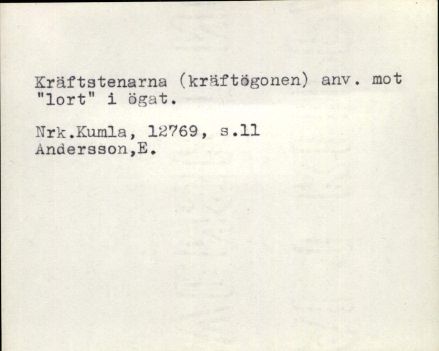 Kräftstenarna (kräftögonen) anv. mot
"lort" i ögat.
Nrk.Kumla, 12769, s.11
Andersson,E.